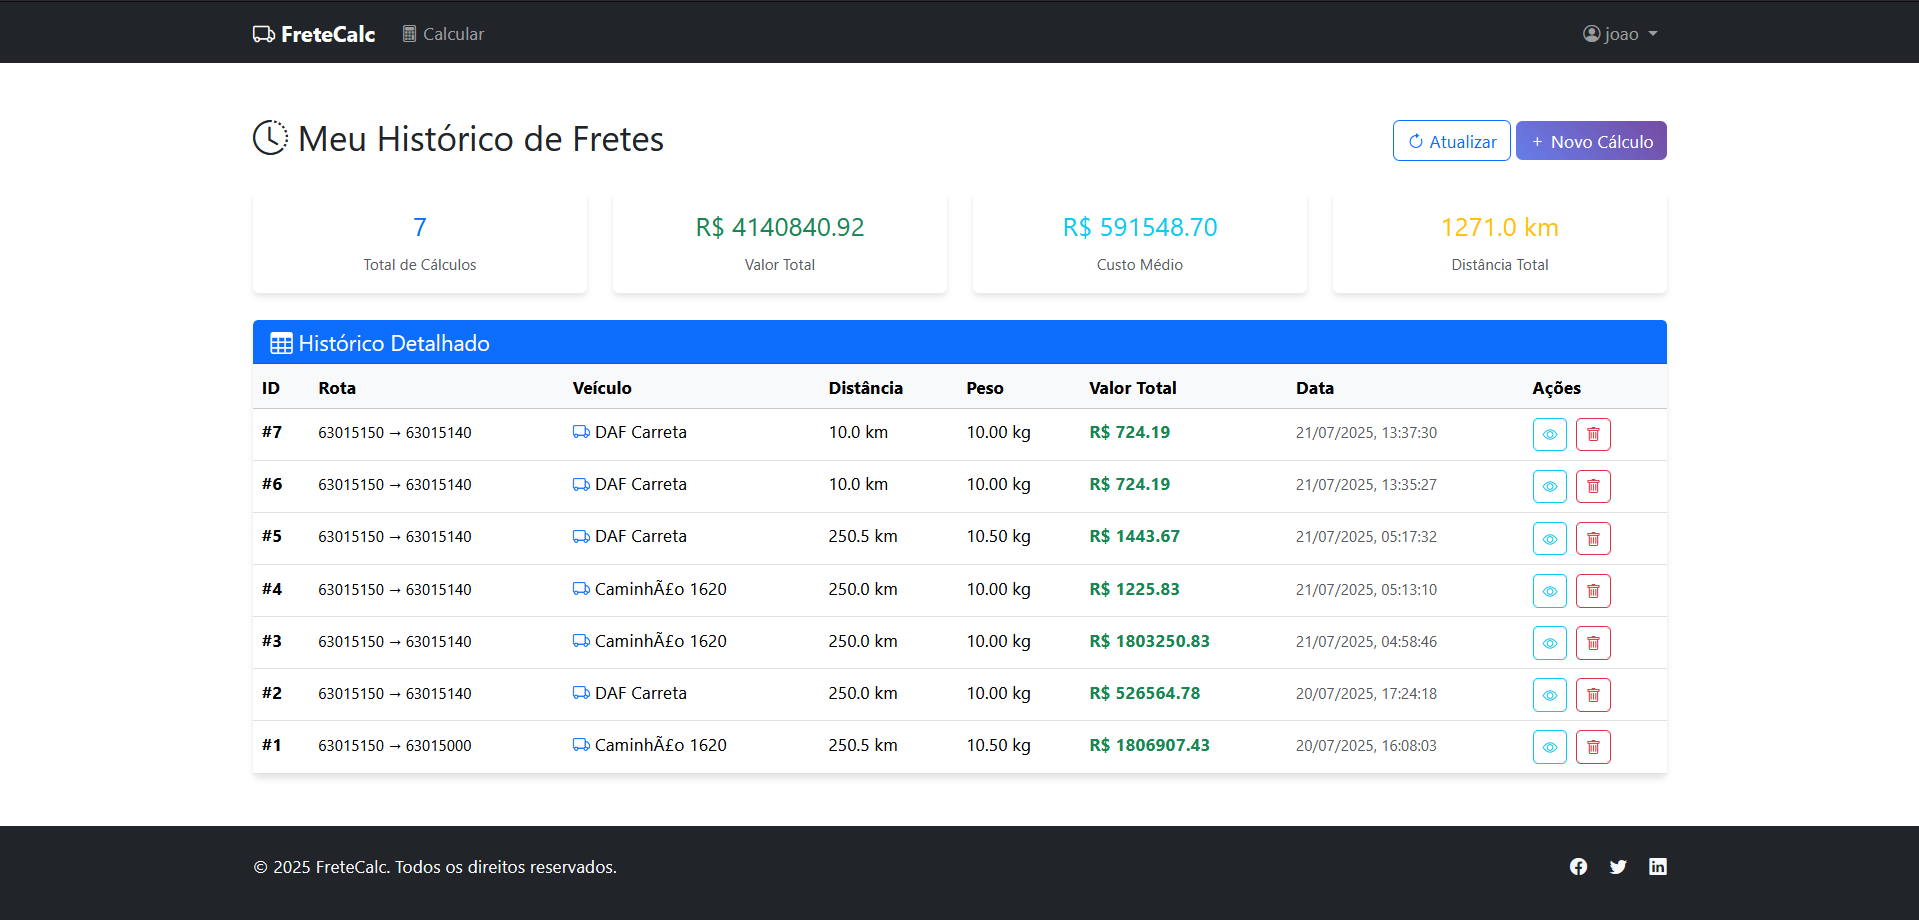 FreteCalc Calcular joao
Meu Histórico de Fretes
Atualizar + Novo Cálculo
7 R$ 4140840.92 R$ 591548.70 1271.0 km
Total de Cálculos Valor Total Custo Médio Distância Total
Histórico Detalhado
ID Rota Veículo Distância Peso Valor Total Data Ações
#7 63015150 → 63015140 DAF Carreta 10.0 km 10.00 kg R$ 724.19 21/07/2025, 13:37:30
#6 63015150 → 63015140 DAF Carreta 10.0 km 10.00 kg R$ 724.19 21/07/2025, 13:35:27
#5 63015150 → 63015140 DAF Carreta 250.5 km 10.50 kg R$ 1443.67 21/07/2025, 05:17:32
#4 63015150 → 63015140 CaminhÃ£o 1620 250.0 km 10.00 kg R$ 1225.83 21/07/2025, 05:13:10
#3 63015150 → 63015140 CaminhÃ£o 1620 250.0 km 10.00 kg R$ 1803250.83 21/07/2025, 04:58:46
#2 63015150 → 63015140 DAF Carreta 250.0 km 10.00 kg R$ 526564.78 20/07/2025, 17:24:18
#1 63015150 → 63015000 CaminhÃ£o 1620 250.5 km 10.50 kg R$ 1806907.43 20/07/2025, 16:08:03
© 2025 FreteCalc. Todos os direitos reservados.